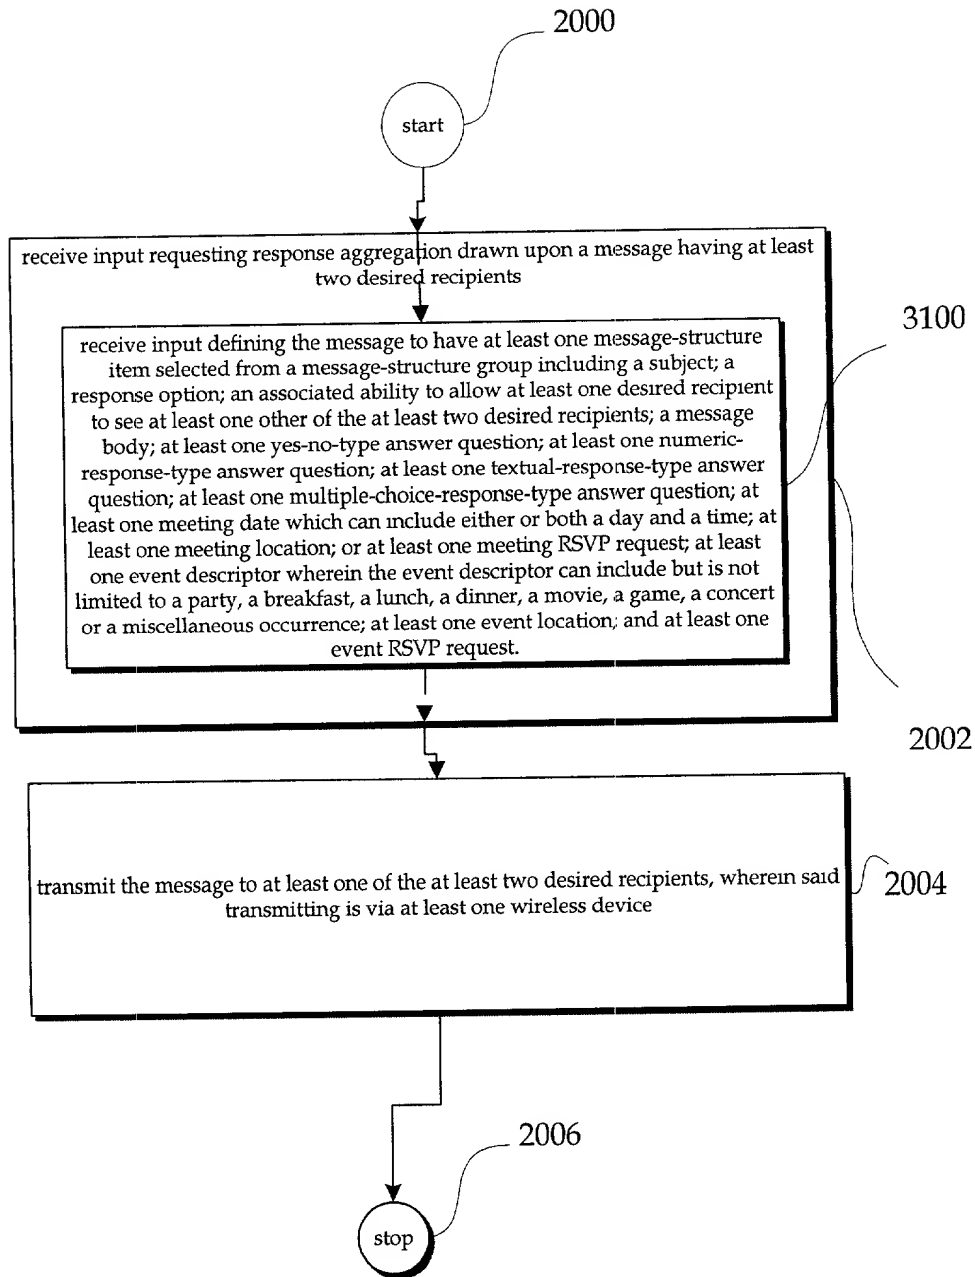 2000
start
receive input requesting response aggregation drawn upon a message having at least
two desired recipients
3100
receive input defining the message to have at least one message-structure
item selected from a message-structure group including a subject; a
response option; an associated ability to allow at least one desired recipient
to see at least one other of the at least two desired recipients; a message
body; at least one yes-no-type answer question; at least one numeric-
response-type answer question; at least one textual-response-type answer
question; at least one multiple-choice-response-type answer question; at
least one meeting date which can include either or both a day and a time; at
least one meeting location; or at least one meeting RSVP request; at least
one event descriptor wherein the event descriptor can include but is not
limited to a party, a breakfast, a lunch, a dinner, a movie, a game, a concert
or a miscellaneous occurrence; at least one event location; and at least one
event RSVP request.
2002
transmit the message to at least one of the at least two desired recipients, wherein said
transmitting is via at least one wireless device
2004
2006
stop